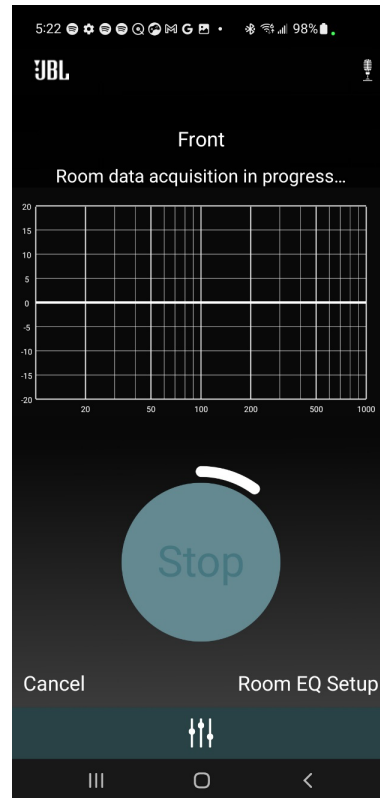 5:22 G 98%
JBL
Front
Room data acquisition in progress...
20
15
10
5
0
-5
-10
-15
-20
20 50 100 200 500 1000
Stop
Cancel Room EQ Setup